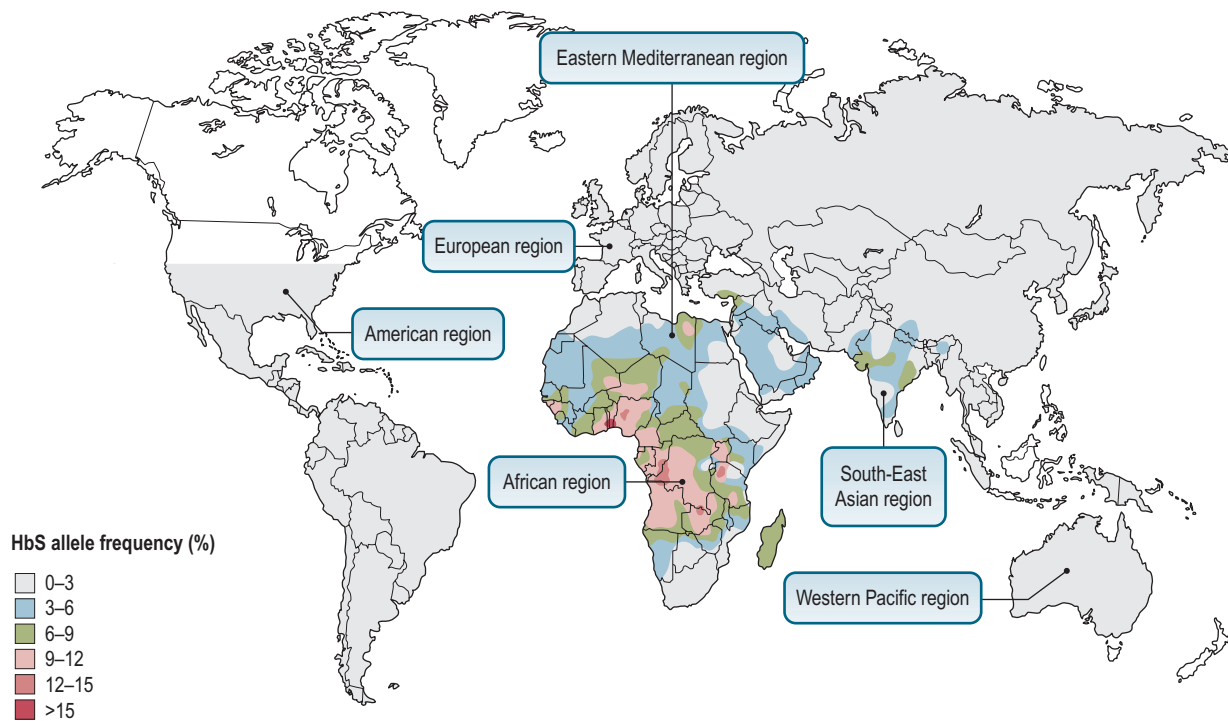 Eastern Mediterranean region
European region
American region
African region
South-East
Asian region
Western Pacific region
HbS allele frequency (%)
0–3
3–6
6–9
9–12
12–15
>15